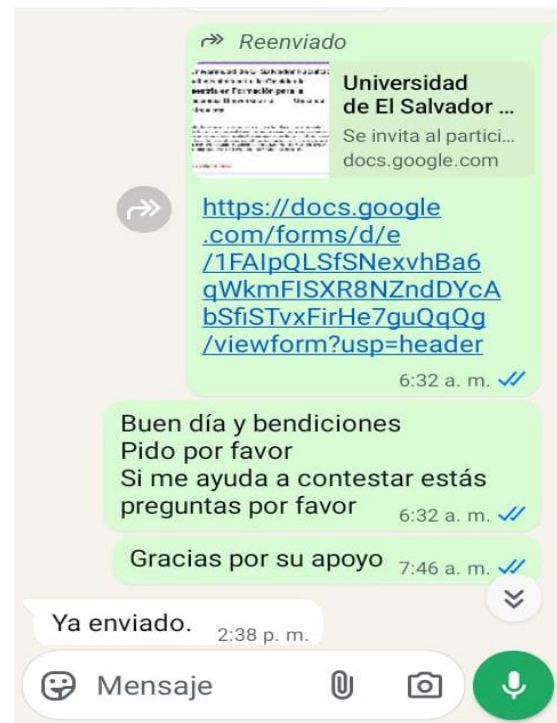 Reenviado
Universidad
de El Salvador ...
Se invita al partici...
docs.google.com
https://docs.google
.com/forms/d/e
/1FAIpQLSfSNexvhBa6
qWkmFISXR8NZndDYcA
bSfiSTvxFirHe7guQqQg
/viewform?usp=header
6:32 a. m.
Buen día y bendiciones
Pido por favor
Si me ayuda a contestar estás
preguntas por favor
6:32 a. m.
Gracias por su apoyo
7:46 a. m.
Ya enviado.
2:38 p. m.
Mensaje